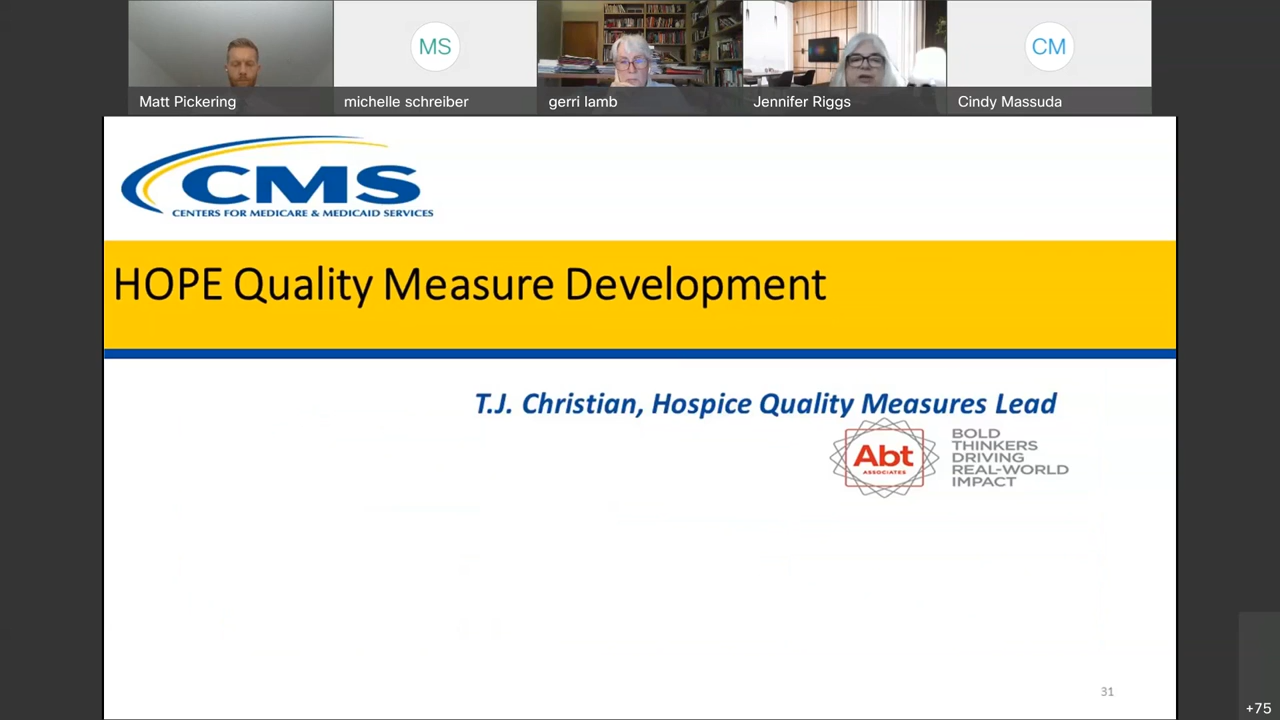 MS
CM
Matt Pickering
michelle schreiber
gerri lamb
Jennifer Riggs
Cindy Massuda
CMS
CENTERS FOR MEDICARE & MEDICAID SERVICES
HOPE Quality Measure Development
T.J. Christian, Hospice Quality Measures Lead
Abt
ASSOCIATES
BOLD
THINKERS
DRIVING
REAL-WORLD
IMPACT
31
+75